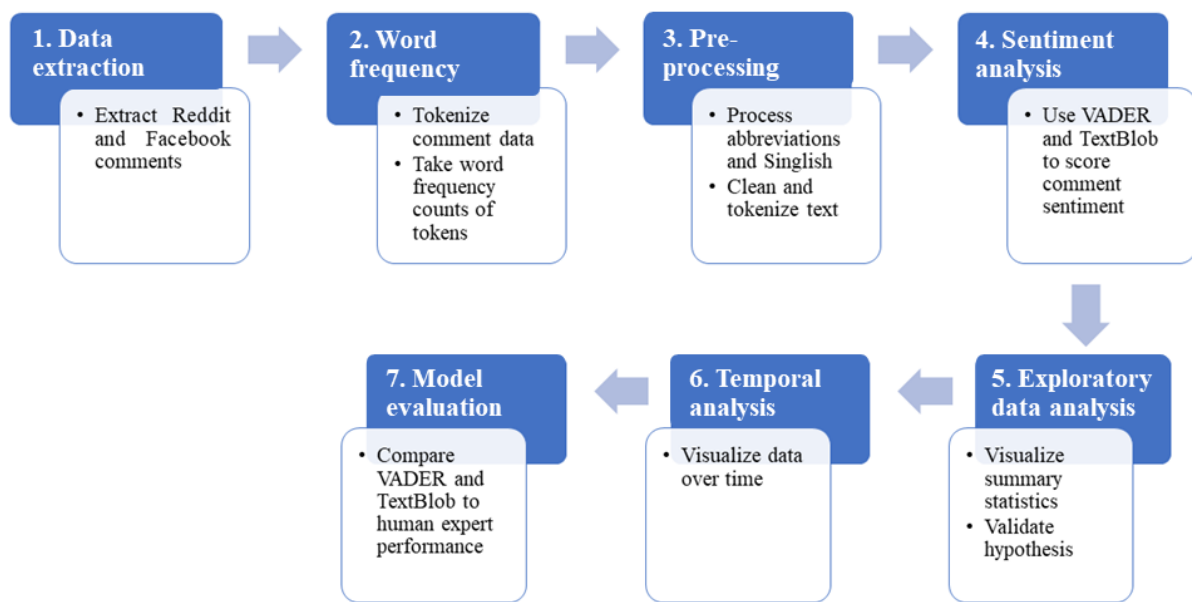 1. Data
extraction
• Extract Reddit
and Facebook
comments
2. Word
frequency
• Tokenize
comment data
• Take word
frequency
counts of
tokens
3. Pre-
processing
• Process
abbreviations
and Singlish
• Clean and
tokenize text
4. Sentiment
analysis
• Use VADER
and TextBlob
to score
comment
sentiment
5. Exploratory
data analysis
• Visualize
summary
statistics
• Validate
hypothesis
6. Temporal
analysis
• Visualize data
over time
7. Model
evaluation
• Compare
VADER and
TextBlob to
human expert
performance